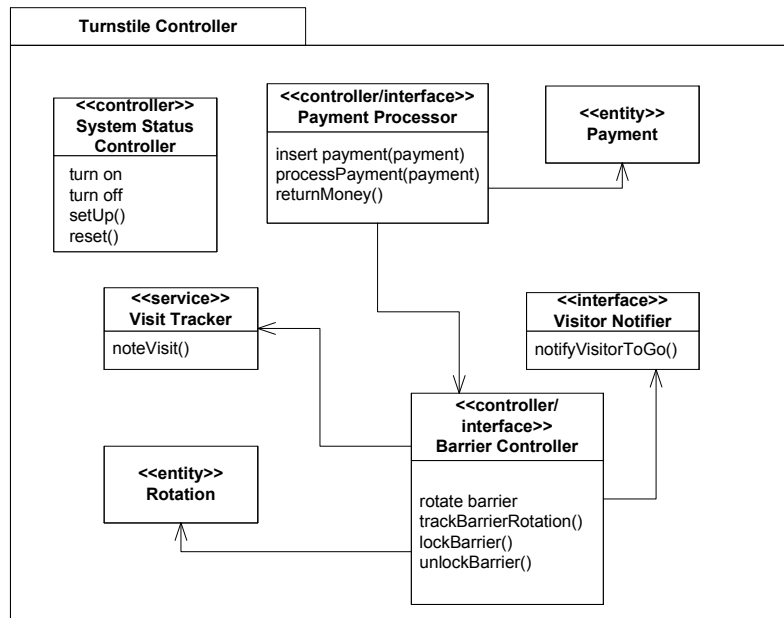 Turnstile Controller
<<controller>>
System Status
Controller
turn on
turn off
setUp()
reset()
<<controller/interface>>
Payment Processor
insert payment(payment)
processPayment(payment)
returnMoney()
<<entity>>
Payment
<<service>>
Visit Tracker
noteVisit()
<<interface>>
Visitor Notifier
notifyVisitorToGo()
<<entity>>
Rotation
<<controller/
interface>>
Barrier Controller
rotate barrier
trackBarrierRotation()
lockBarrier()
unlockBarrier()